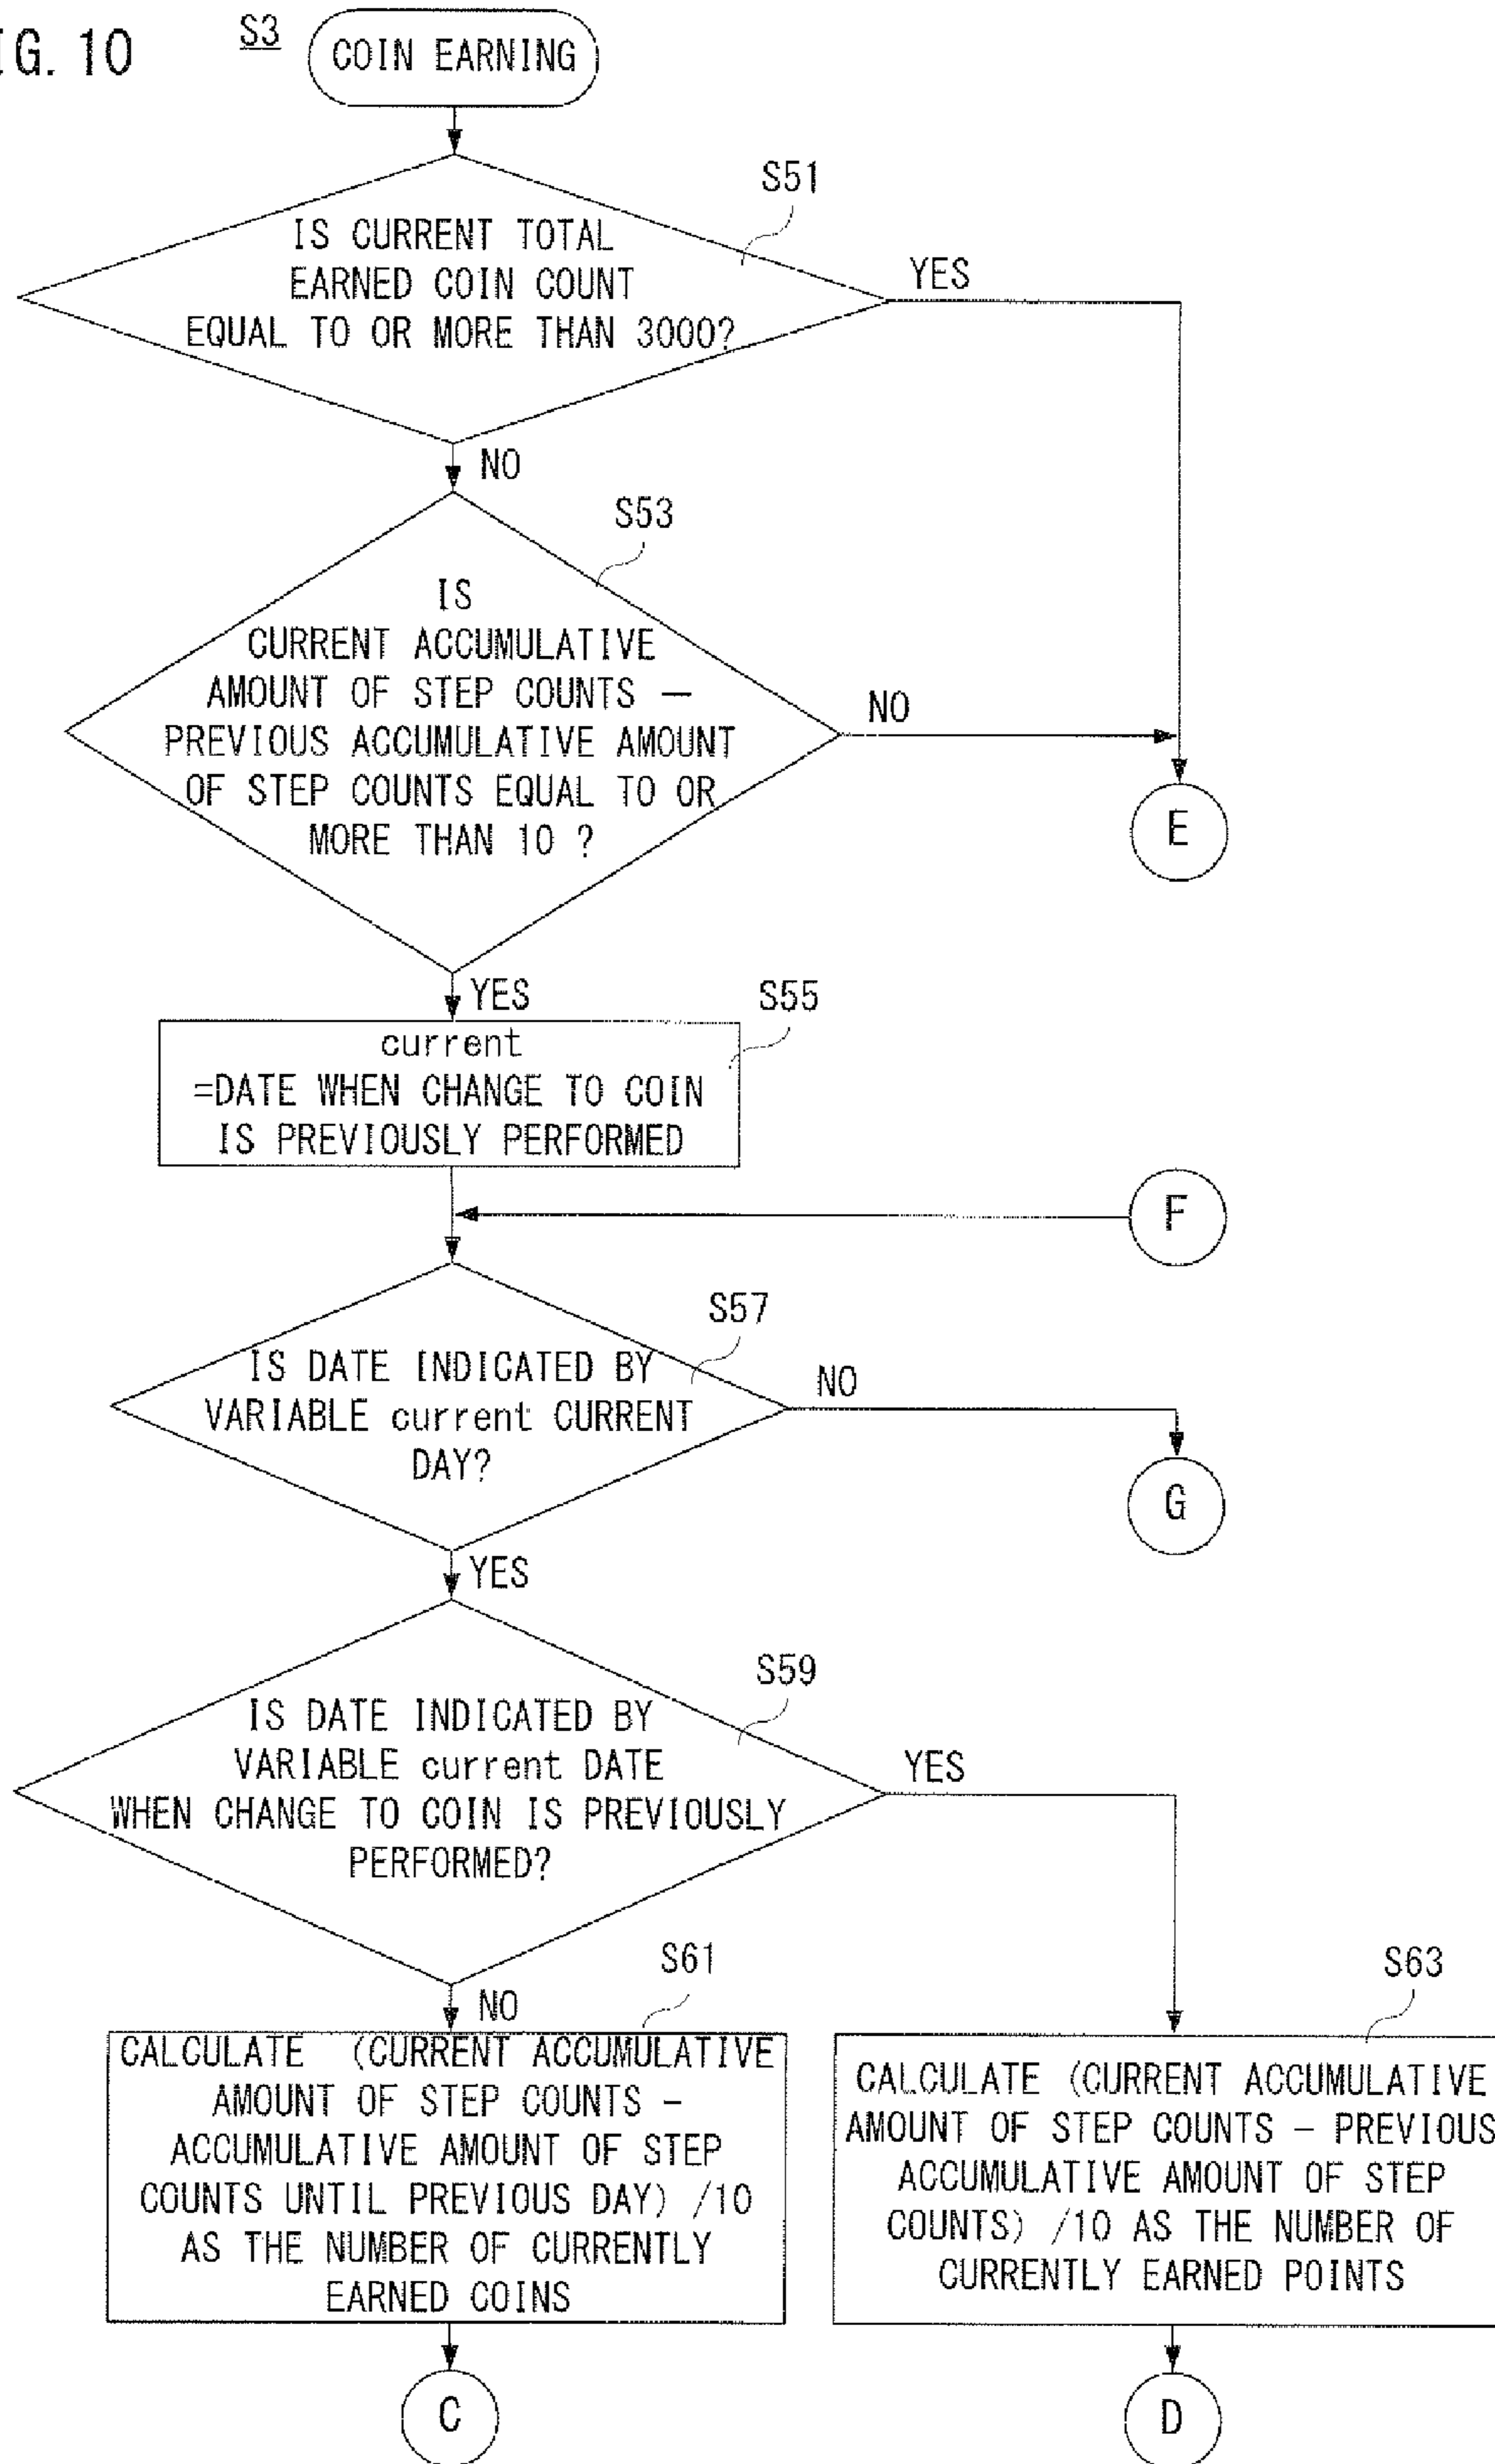 IG. 10
S3
COIN EARNING
S51
IS CURRENT TOTAL
EARNED COIN COUNT
EQUAL TO OR MORE THAN 3000?
YES
NO
S53
IS
CURRENT ACCUMULATIVE
AMOUNT OF STEP COUNTS —
PREVIOUS ACCUMULATIVE AMOUNT
OF STEP COUNTS EQUAL TO OR
MORE THAN 10 ?
NO
E
YES
S55
current
=DATE WHEN CHANGE TO COIN
IS PREVIOUSLY PERFORMED
F
S57
IS DATE INDICATED BY
VARIABLE current CURRENT
DAY?
NO
G
YES
S59
IS DATE INDICATED BY
VARIABLE current DATE
WHEN CHANGE TO COIN IS PREVIOUSLY
PERFORMED?
YES
NO
S61
CALCULATE (CURRENT ACCUMULATIVE
AMOUNT OF STEP COUNTS -
ACCUMULATIVE AMOUNT OF STEP
COUNTS UNTIL PREVIOUS DAY) /10
AS THE NUMBER OF CURRENTLY
EARNED COINS
C
S63
CALCULATE (CURRENT ACCUMULATIVE
AMOUNT OF STEP COUNTS — PREVIOUS
ACCUMULATIVE AMOUNT OF STEP
COUNTS) /10 AS THE NUMBER OF
CURRENTLY EARNED POINTS
D